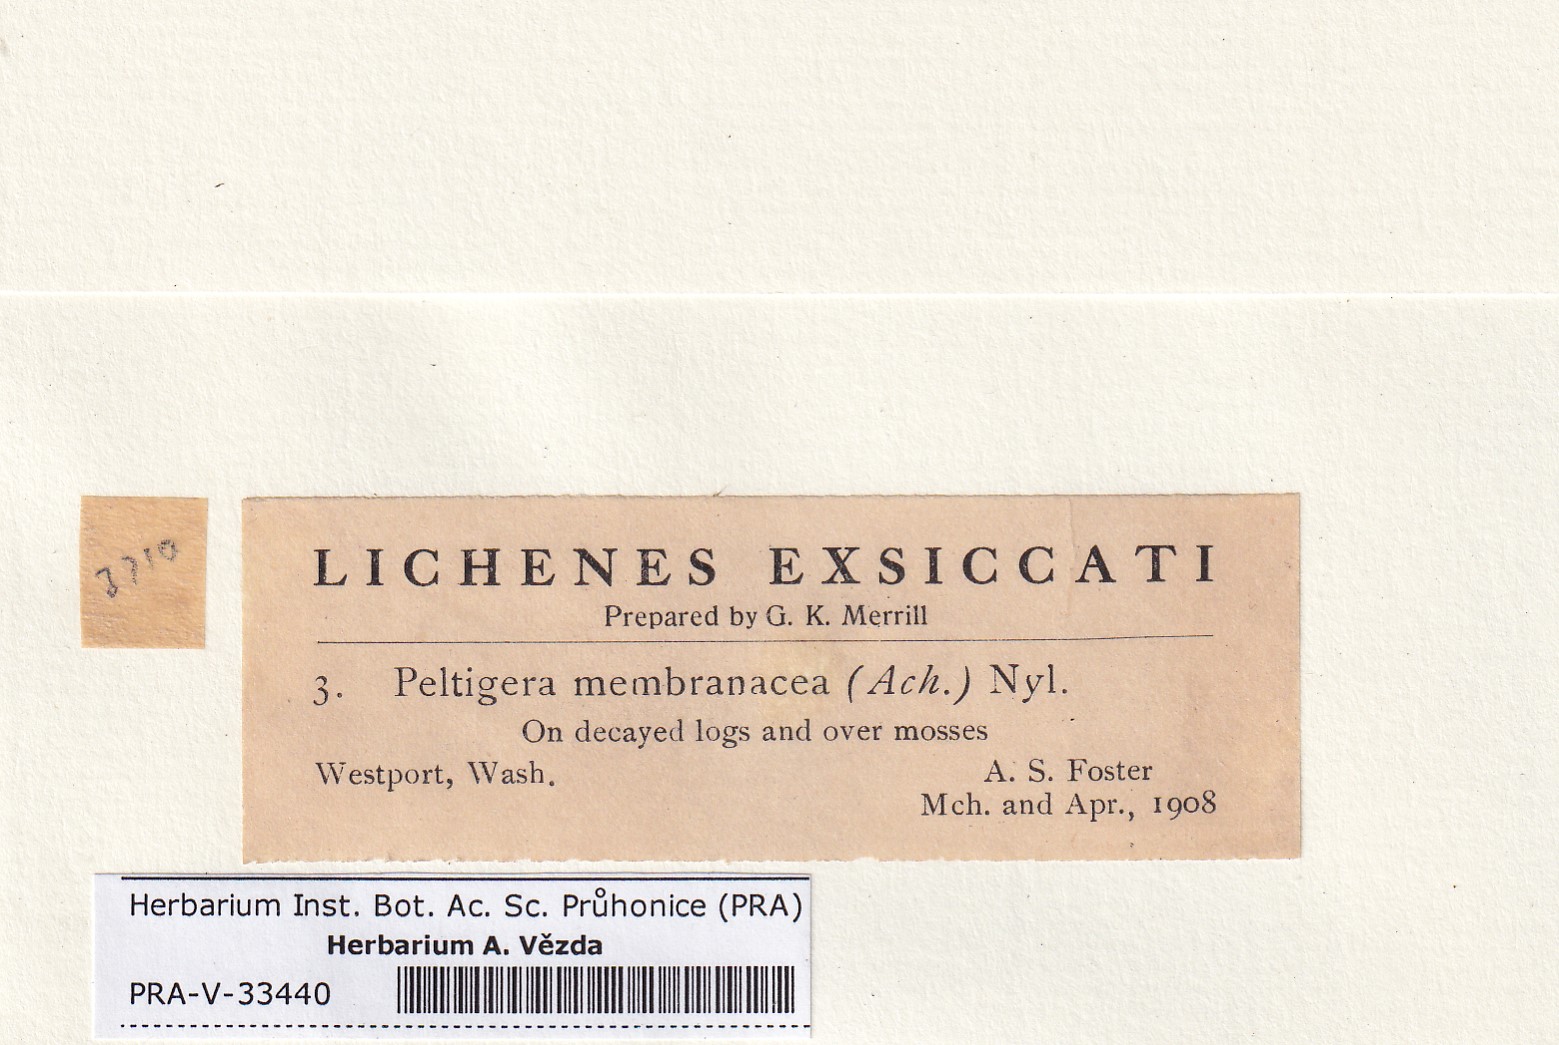 LICHENES EXSICCATI
Prepared by G. K. Merrill
3. Peltigera membranacea (Ach.) Nyl.
On decayed logs and over mosses
Westport, Wash.
A. S. Foster
Mch. and Apr., 1908
Herbarium Inst. Bot. Ac. Sc. Průhonice (PRA)
Herbarium A. Vězda
PRA-V-33440